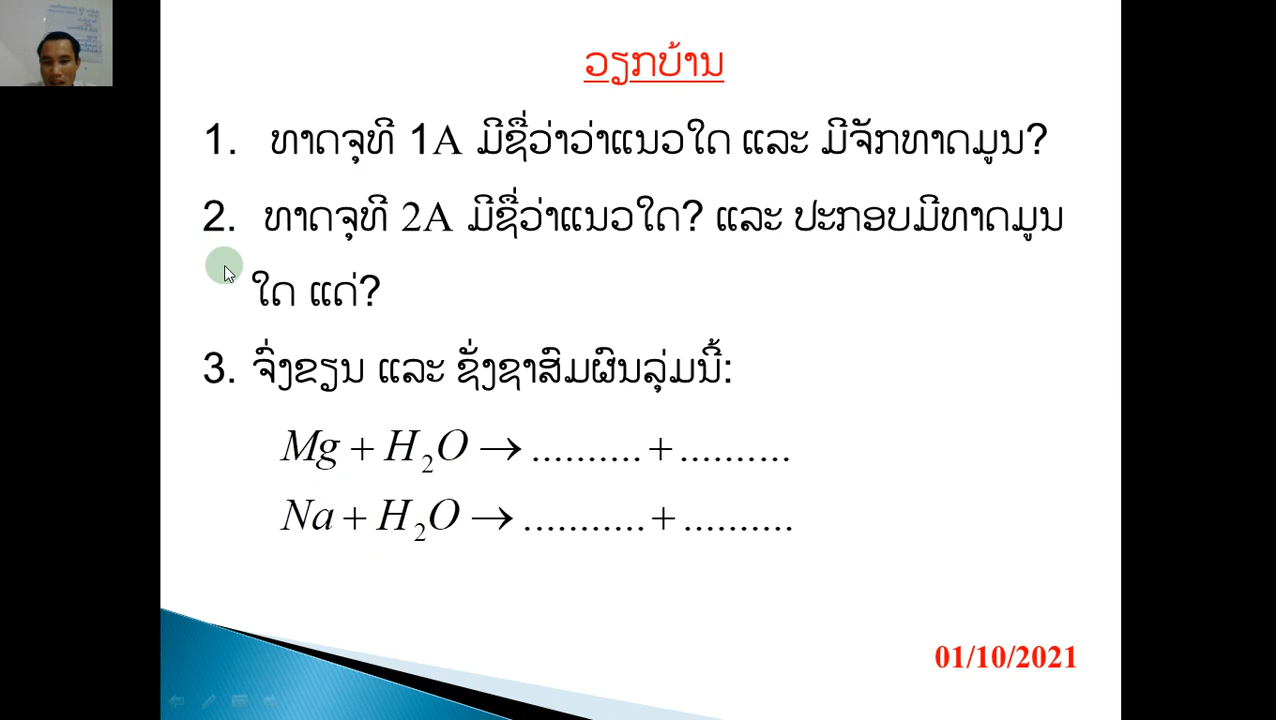 ວຽກບ້ານ
1. ທາດຈຸທີ 1A ມີຊື່ວ່າວ່າແນວໃດ ແລະ ມີຈັກທາດມູນ?
2. ທາດຈຸທີ 2A ມີຊື່ວ່າແນວໃດ? ແລະ ປະກອບມີທາດມູນ
ໃດ ແດ່?
3. ຈົ່ງຂຽນ ແລະ ຊັ່ງຊາສົມຜົນລຸ່ມນີ້:
Mg + H₂O → .......... + ..........
Na + H₂O → ........... + ..........
01/10/2021